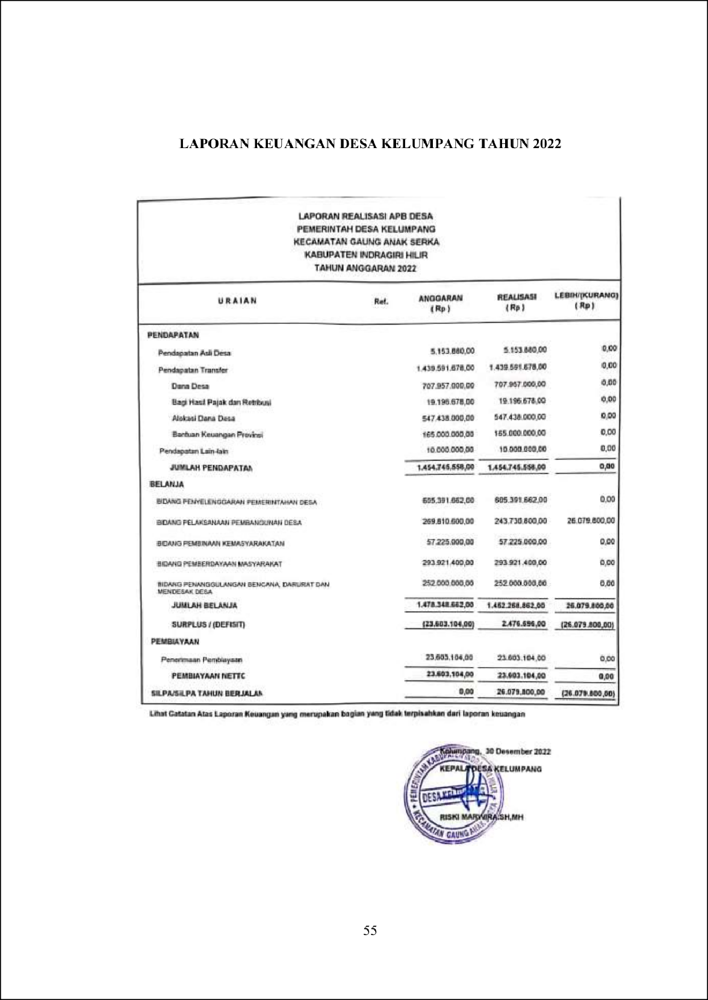 LAPORAN KEUANGAN DESA KELUMPANG TAHUN 2022
LAPORAN REALISASI APB DESA
PEMERINTAH DESA KELUMPANG
KECAMATAN GAUNG ANAK SERKA
KABUPATEN INDRAGIRI HILIR
TAHUN ANGGARAN 2022
URAIAN Ref. ANGGARAN (Rp) REALISASI (Rp) LEBIH/(KURANG) (Rp)
PENDAPATAN
Pendapatan Asli Desa 5.153.880,00 5.153.880,00 0,00
Pendapatan Transfer 1.439.591.678,00 1.439.591.678,00 0,00
Dana Desa 707.957.000,00 707.957.000,00 0,00
Bagi Hasil Pajak dan Retribusi 19.196.678,00 19.196.678,00 0,00
Alokasi Dana Desa 547.438.000,00 547.438.000,00 0,00
Bantuan Keuangan Provinsi 165.000.000,00 165.000.000,00 0,00
Pendapatan Lain-lain 10.000.000,00 10.000.000,00 0,00
JUMLAH PENDAPATAN 1.454.745.558,00 1.454.745.558,00 0,00
BELANJA
BIDANG PENYELENGGARAN PEMERINTAHAN DESA 605.391.662,00 605.391.662,00 0,00
BIDANG PELAKSANAAN PEMBANGUNAN DESA 269.810.600,00 243.730.800,00 26.079.800,00
BIDANG PEMBINAAN KEMASYARAKATAN 57.225.000,00 57.225.000,00 0,00
BIDANG PEMBERDAYAAN MASYARAKAT 293.921.400,00 293.921.400,00 0,00
BIDANG PENANGGULANGAN BENCANA, DARURAT DAN 252.000.000,00 252.000.000,00 0,00
MENDESAK DESA
JUMLAH BELANJA 1.478.348.662,00 1.452.268.862,00 26.079.800,00
SURPLUS / (DEFISIT) (23.603.104,00) 2.476.696,00 (26.079.800,00)
PEMBIAYAAN
Penerimaan Pembiayaan 23.603.104,00 23.603.104,00 0,00
PEMBIAYAAN NETTO 23.603.104,00 23.603.104,00 0,00
SILPA/SiLPA TAHUN BERJALAN 0,00 26.079.800,00 (26.079.800,00)
Lihat Catatan Atas Laporan Keuangan yang merupakan bagian yang tidak terpisahkan dari laporan keuangan
Kelumpang, 30 Desember 2022
KEPALA DESA KELUMPANG
PEMERINTAH KABUPATEN INDRAGIRI HILIR
KECAMATAN GAUNG ANAK
RISKI MARWIRA.SH,MH
55